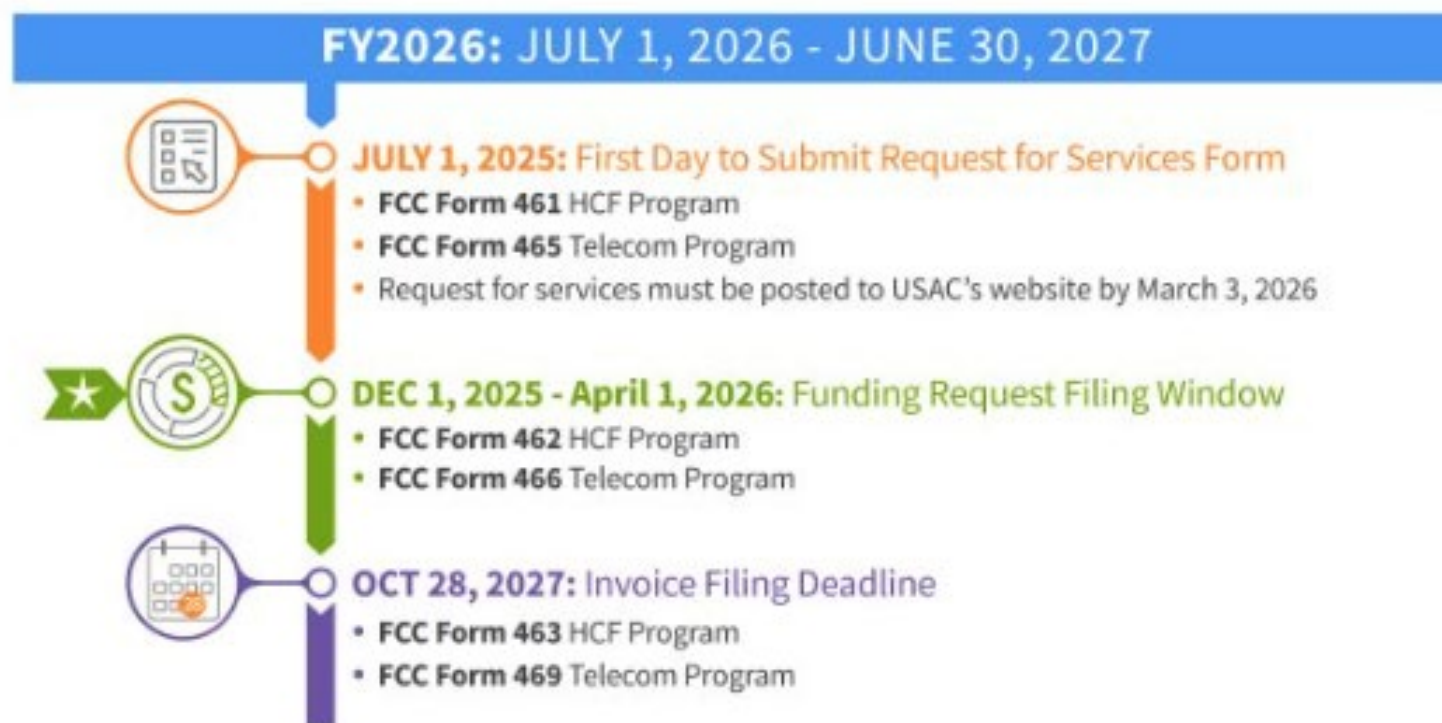 FY2026: JULY 1, 2026 - JUNE 30, 2027
JULY 1, 2025: First Day to Submit Request for Services Form
• FCC Form 461 HCF Program
• FCC Form 465 Telecom Program
• Request for services must be posted to USAC's website by March 3, 2026
$
DEC 1, 2025 - April 1, 2026: Funding Request Filing Window
• FCC Form 462 HCF Program
• FCC Form 466 Telecom Program
OCT 28, 2027: Invoice Filing Deadline
• FCC Form 463 HCF Program
• FCC Form 469 Telecom Program